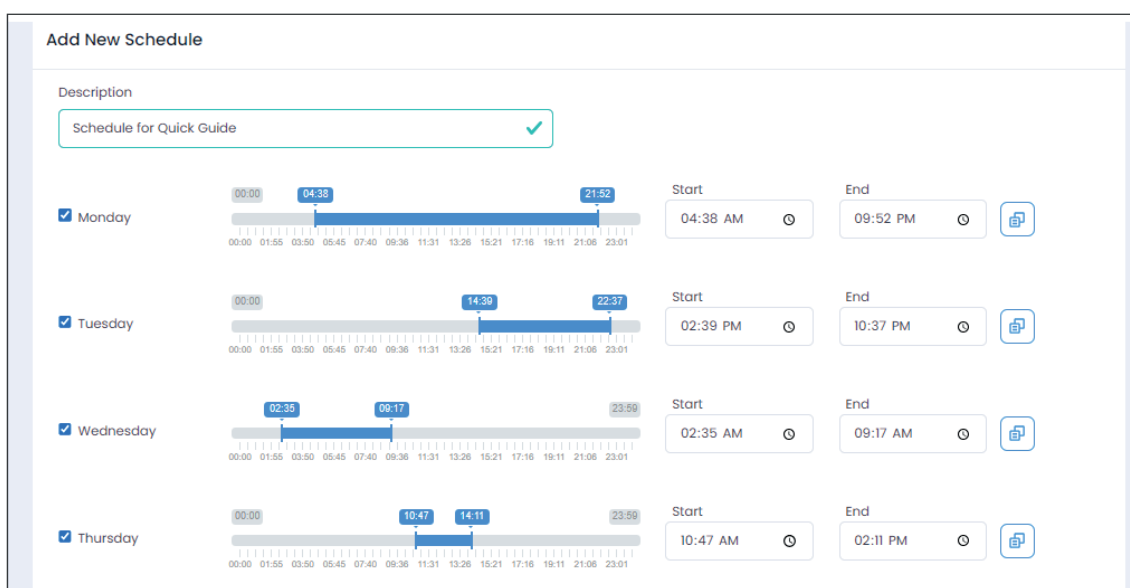 Add New Schedule
Description
Schedule for Quick Guide
Monday
00:00 04:38 21:52
00:00 01:55 03:50 05:45 07:40 09:36 11:31 13:26 15:21 17:16 19:11 21:06 23:01
Start End
04:38 AM 09:52 PM
Tuesday
00:00 14:39 22:37
00:00 01:55 03:50 05:45 07:40 09:36 11:31 13:26 15:21 17:16 19:11 21:06 23:01
Start End
02:39 PM 10:37 PM
Wednesday
02:35 09:17 23:59
00:00 01:55 03:50 05:45 07:40 09:36 11:31 13:26 15:21 17:16 19:11 21:06 23:01
Start End
02:35 AM 09:17 AM
Thursday
00:00 10:47 14:11 23:59
00:00 01:55 03:50 05:45 07:40 09:36 11:31 13:26 15:21 17:16 19:11 21:06 23:01
Start End
10:47 AM 02:11 PM